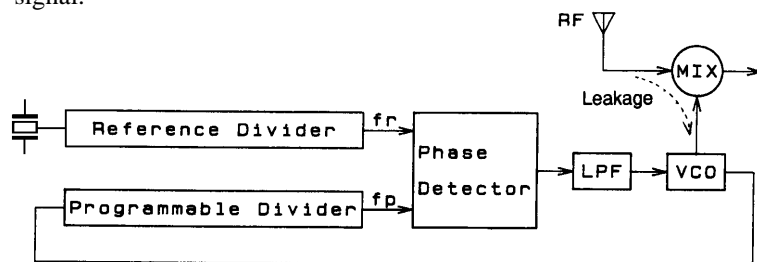 signal.
RF
MIX
Leakage
Reference Divider
fr
Phase
Detector
LPF
VCO
Programmable Divider
fp